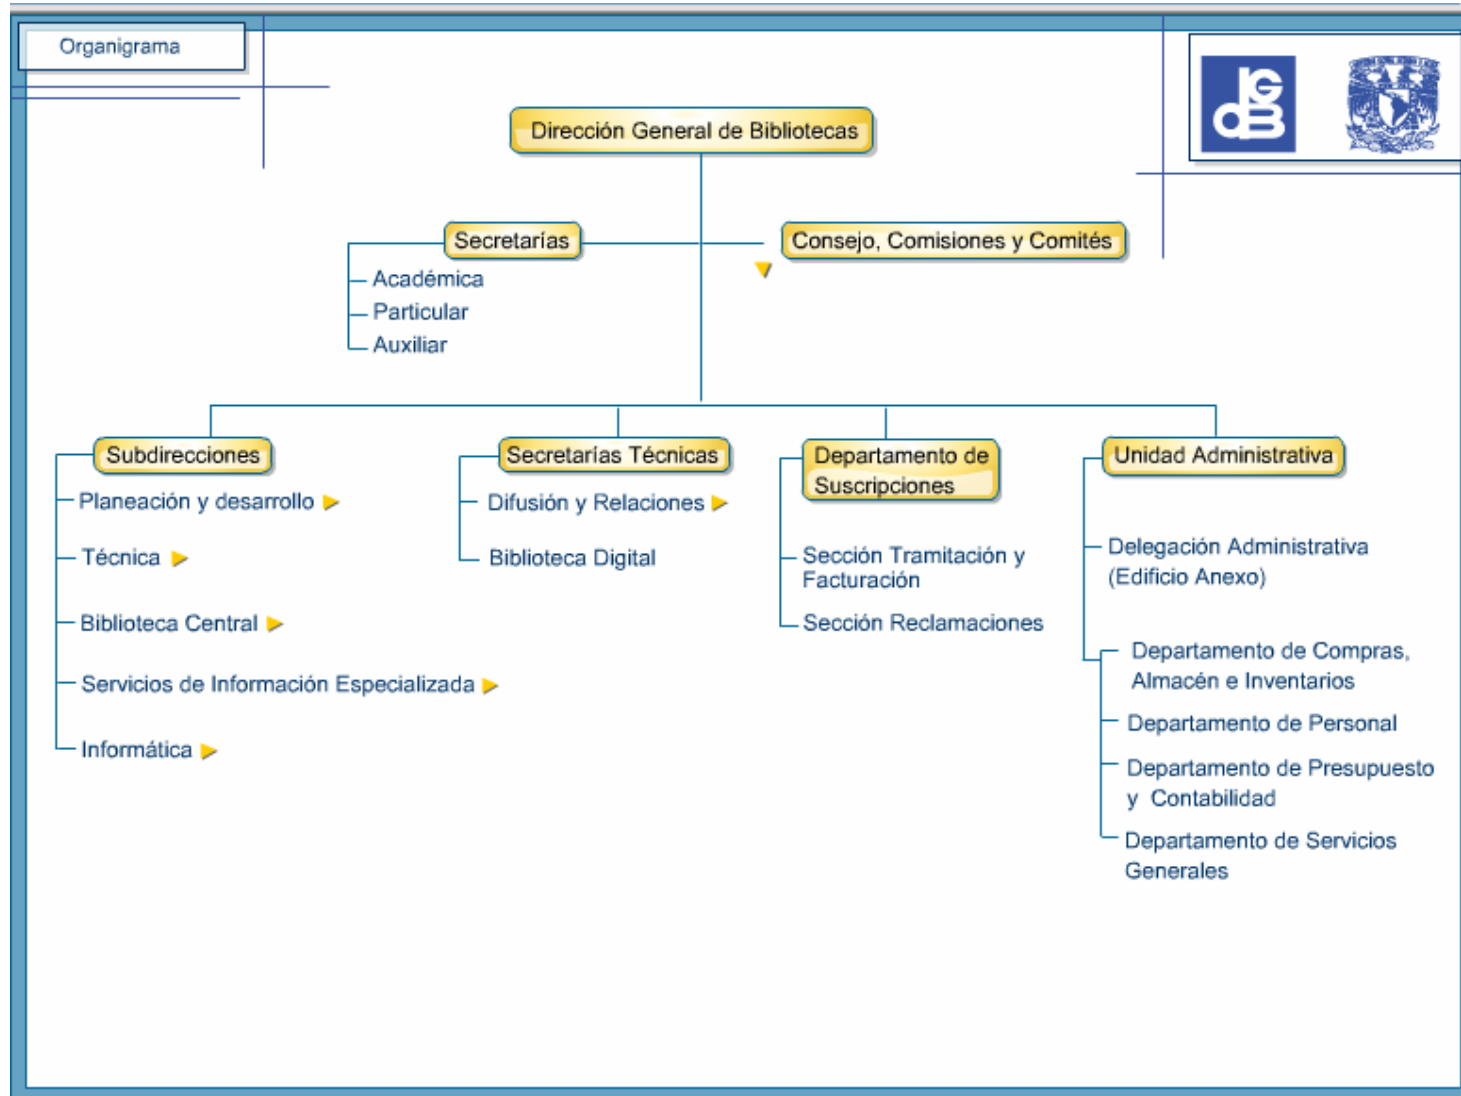 Organigrama
Dirección General de Bibliotecas
Secretarías
Consejo, Comisiones y Comités
Académica
Particular
Auxiliar
Subdirecciones
Planeación y desarrollo
Técnica
Biblioteca Central
Servicios de Información Especializada
Informática
Secretarías Técnicas
Difusión y Relaciones
Biblioteca Digital
Departamento de
Suscripciones
Sección Tramitación y
Facturación
Sección Reclamaciones
Unidad Administrativa
Delegación Administrativa
(Edificio Anexo)
Departamento de Compras,
Almacén e Inventarios
Departamento de Personal
Departamento de Presupuesto
y Contabilidad
Departamento de Servicios
Generales